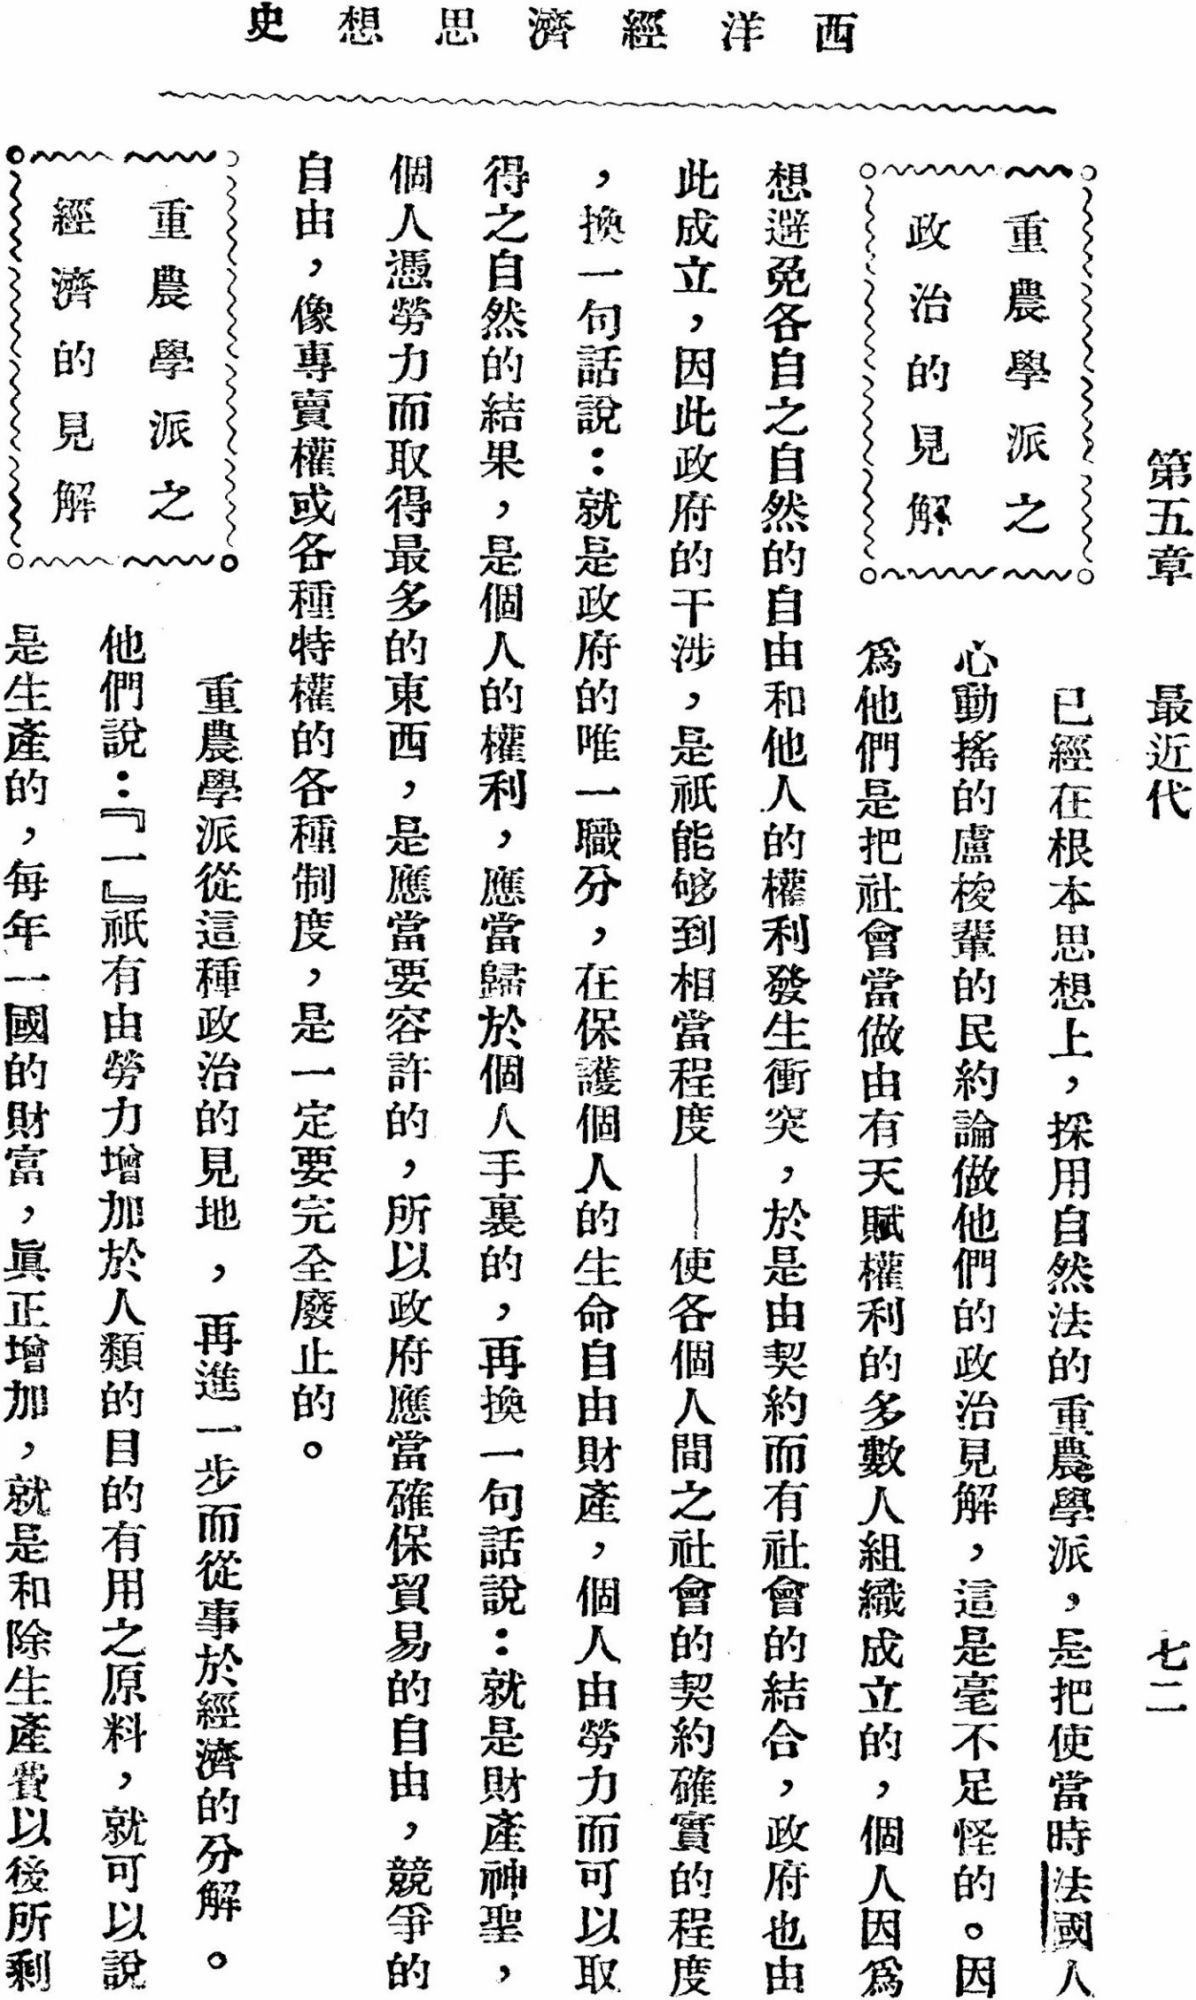 西洋經濟思想史
第五章 最近代 七二
重農學派之
政治的見解
已經在根本思想上，採用自然法的重農學派，是把使當時法國人
心動搖的盧梭輩的民約論做他們的政治見解，這是毫不足怪的。因
爲他們是把社會當做由有天賦權利的多數人組織成立的，個人因爲
想避免各自之自然的自由和他人的權利發生衝突，於是由契約而有社會的結合，政府也由
此成立，因此政府的干涉，是祇能够到相當程度——使各個人間之社會的契約確實的程度
，換一句話說：就是政府的唯一職分，在保護個人的生命自由財產，個人由勞力而可以取
得之自然的結果，是個人的權利，應當歸於個人手裏的，再換一句話說：就是財產神聖，
個人憑勞力而取得最多的東西，是應當要容許的，所以政府應當確保貿易的自由，競爭的
自由，像專賣權或各種特權的各種制度，是一定要完全廢止的。
重農學派之
經濟的見解
重農學派從這種政治的見地，再進一步而從事於經濟的分解。
他們說：『一』祇有由勞力增加於人類的目的有用之原料，就可以說
是生產的，每年一國的財富，眞正增加，就是和除生產費以後所剩